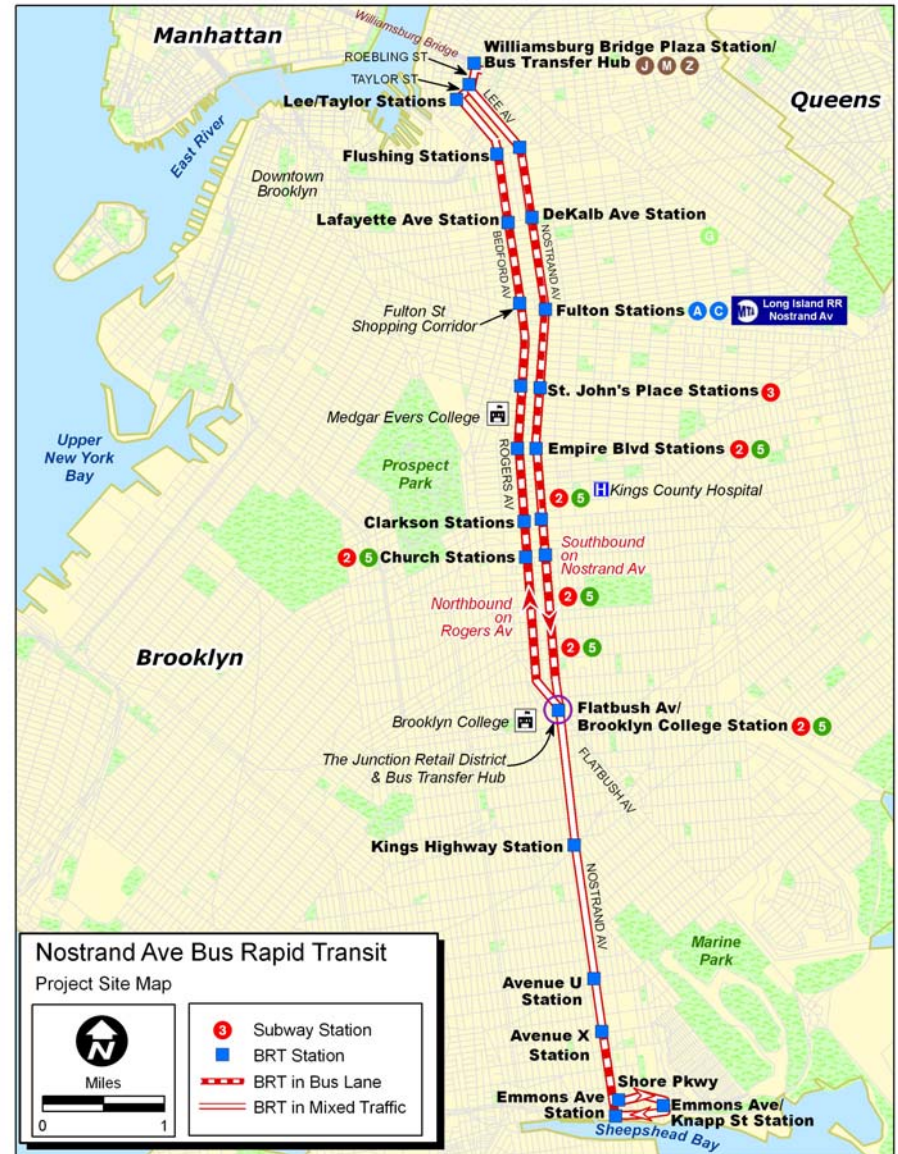 Manhattan
Williamsburg Bridge
ROEBLING ST
Williamsburg Bridge Plaza Station/
Bus Transfer Hub J M Z
TAYLOR ST
LEE AV
Lee/Taylor Stations
Queens
East River
Flushing Stations
Downtown
Brooklyn
Lafayette Ave Station
DeKalb Ave Station
BEDFORD AV
NOSTRAND AV
G
Fulton St
Shopping Corridor
Fulton Stations A C
MTA
Long Island RR
Nostrand Av
St. John's Place Stations 3
Medgar Evers College
Upper
New York
Bay
ROGERS AV
Empire Blvd Stations 2 5
Prospect
Park
2 5 H Kings County Hospital
Clarkson Stations
2 5 Church Stations
Southbound
on
Nostrand Av
2 5
Northbound
on
Rogers Av
2 5
Brooklyn
Flatbush Av/
Brooklyn College Station 2 5
Brooklyn College
The Junction Retail District
& Bus Transfer Hub
FLATBUSH AV
Kings Highway Station
NOSTRAND AV
Marine
Park
Avenue U
Station
Avenue X
Station
Shore Pkwy
Emmons Ave
Station
Emmons Ave/
Knapp St Station
Sheepshead Bay
Nostrand Ave Bus Rapid Transit
Project Site Map
N
Miles
0 1
3 Subway Station
BRT Station
BRT in Bus Lane
BRT in Mixed Traffic